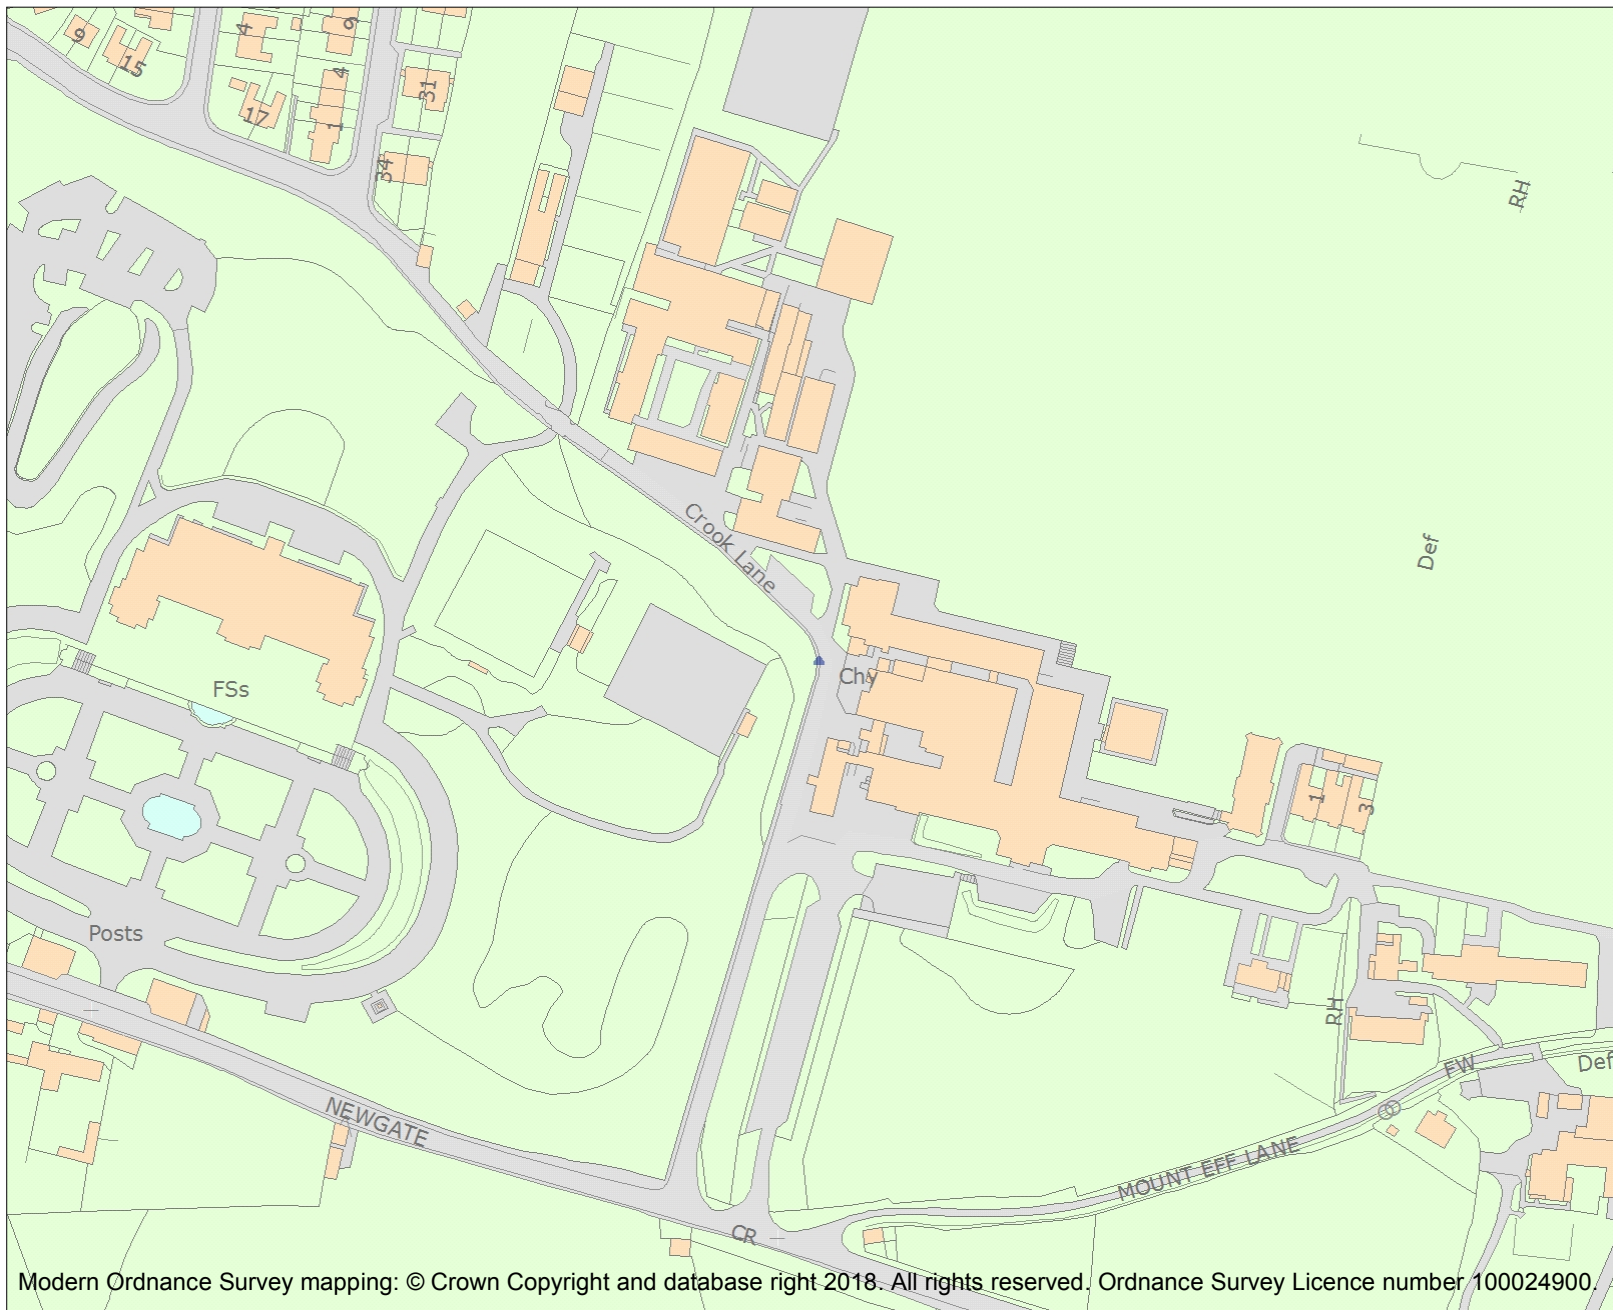 9
15
4
6
17
4
1
31
34
RH
Def
Crook Lane
Chy
FSs
1
3
Posts
RH
FW
Def
NEWGATE
MOUNT EFF LANE
CR
Modern Ordnance Survey mapping: © Crown Copyright and database right 2018. All rights reserved. Ordnance Survey Licence number 100024900.